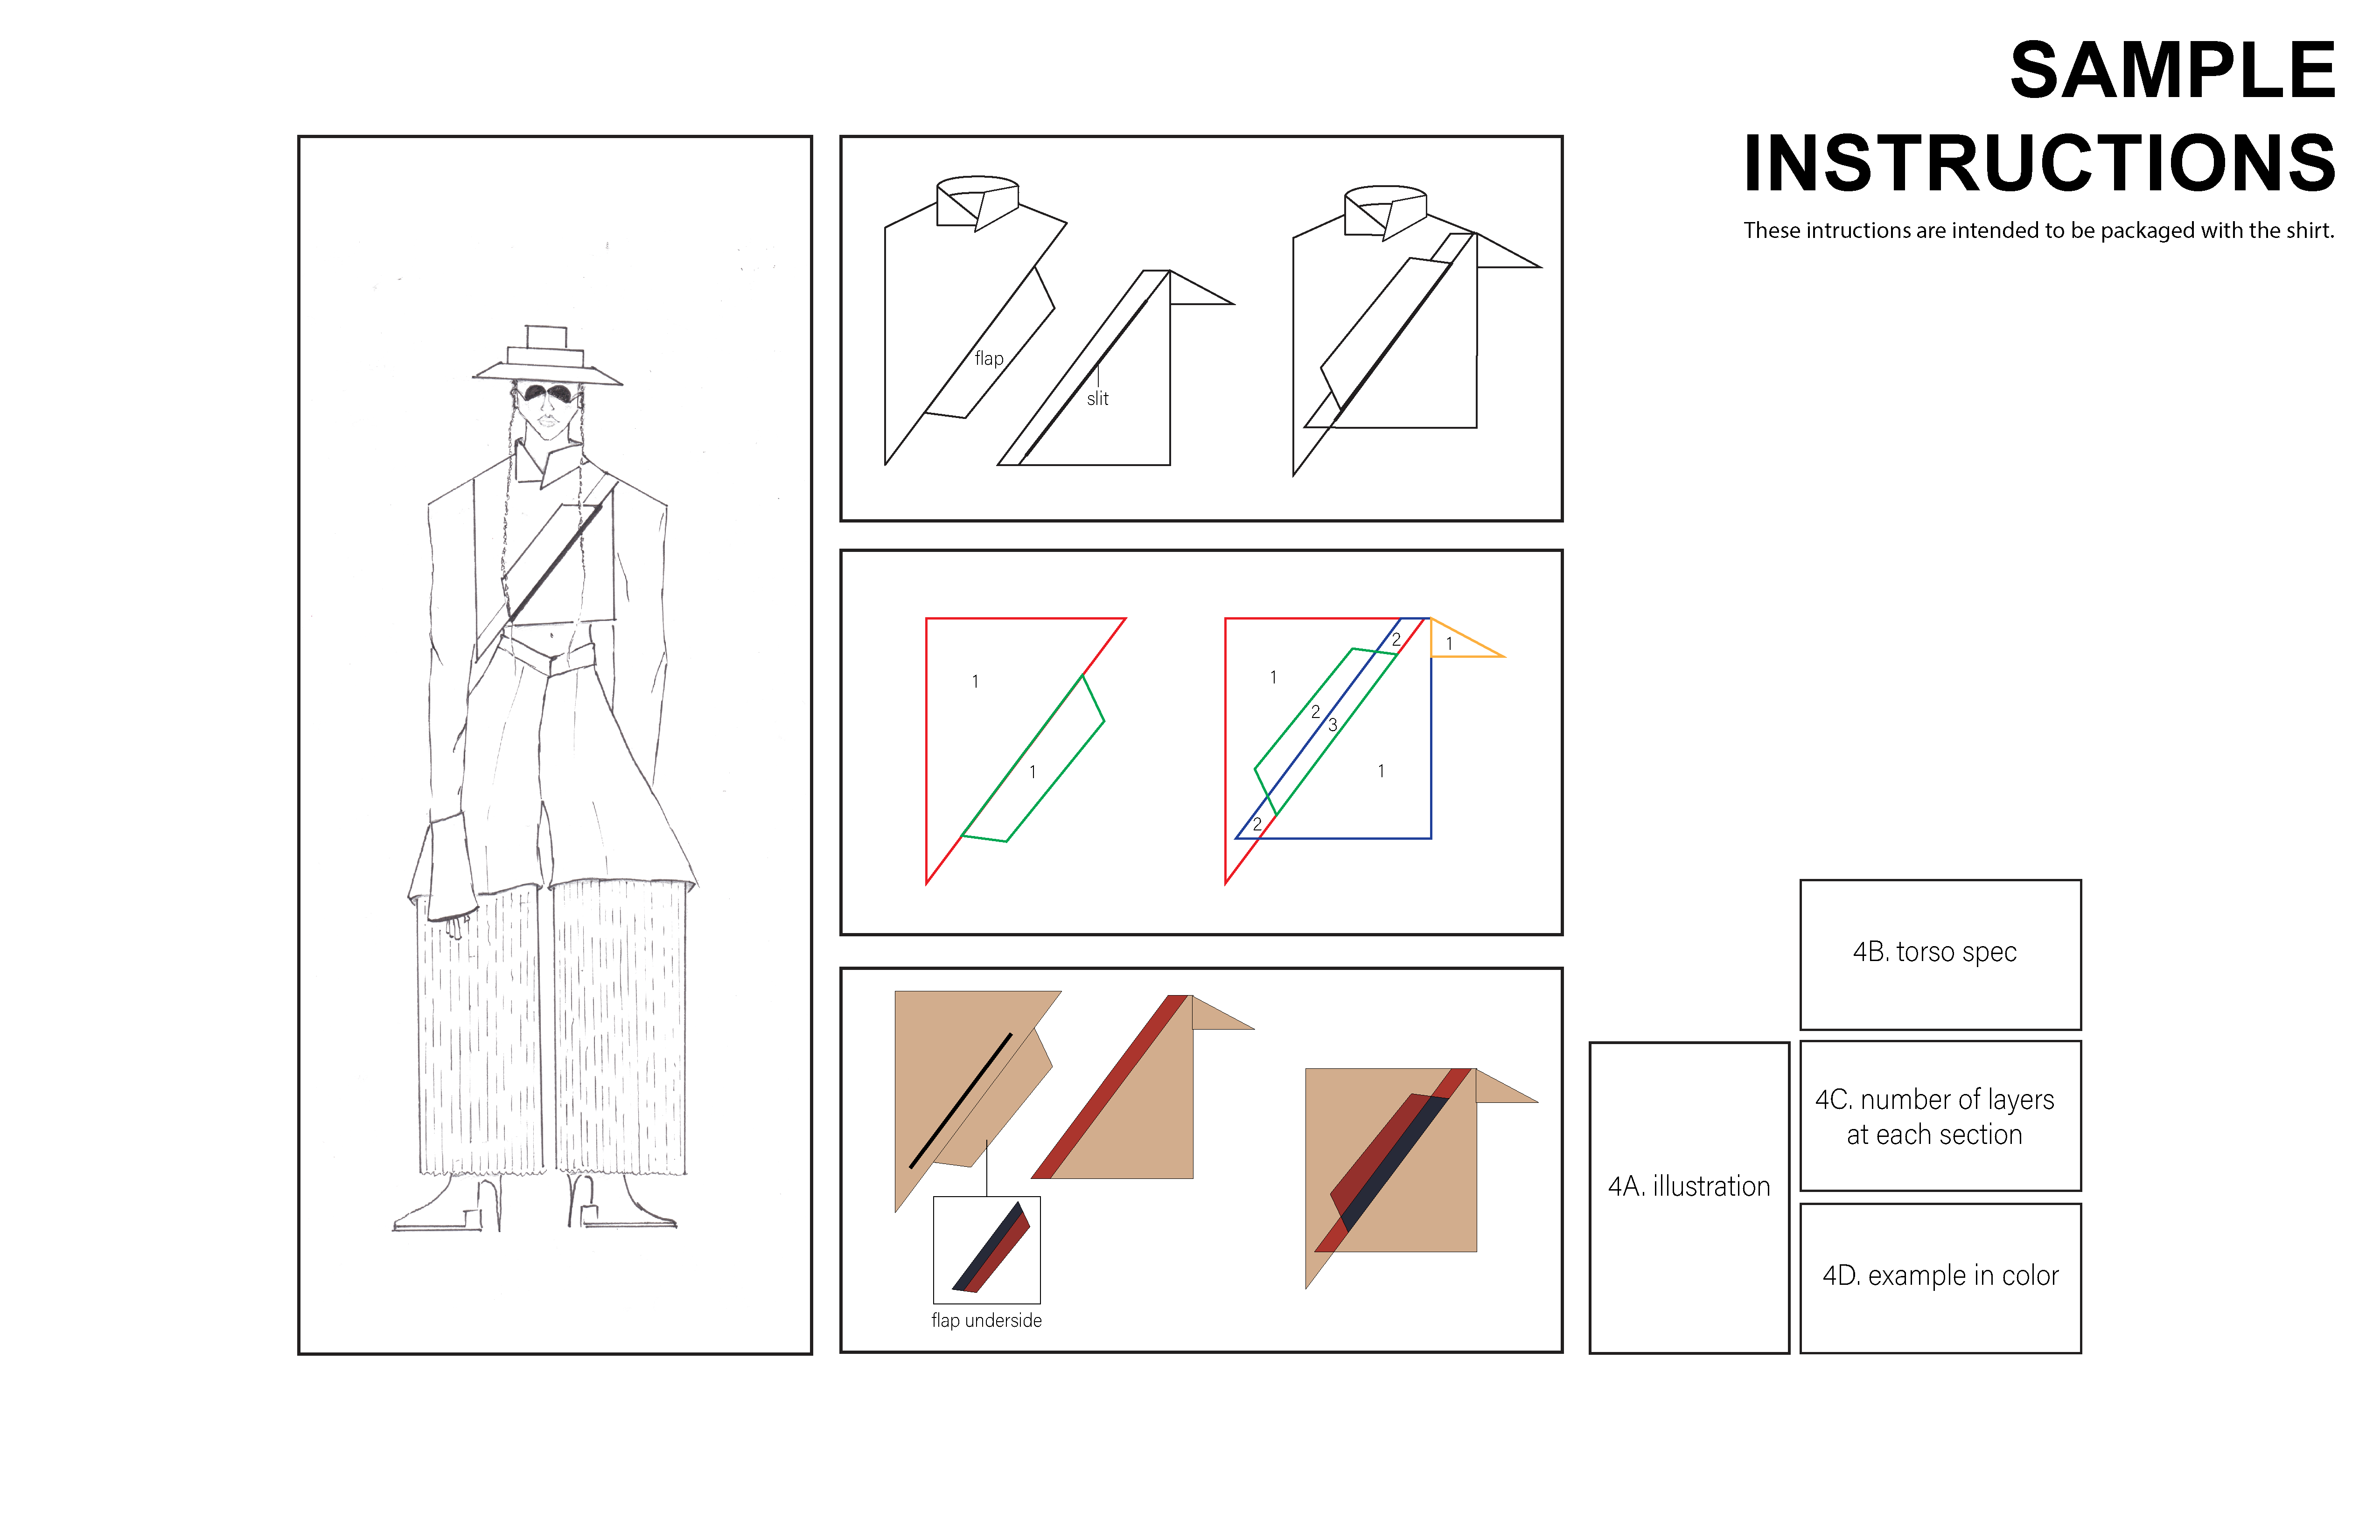 SAMPLE
INSTRUCTIONS
These intructions are intended to be packaged with the shirt.
flap
slit
1
1
1
2
1
2
3
1
2
flap underside
4A. illustration
4B. torso spec
4C. number of layers
at each section
4D. example in color